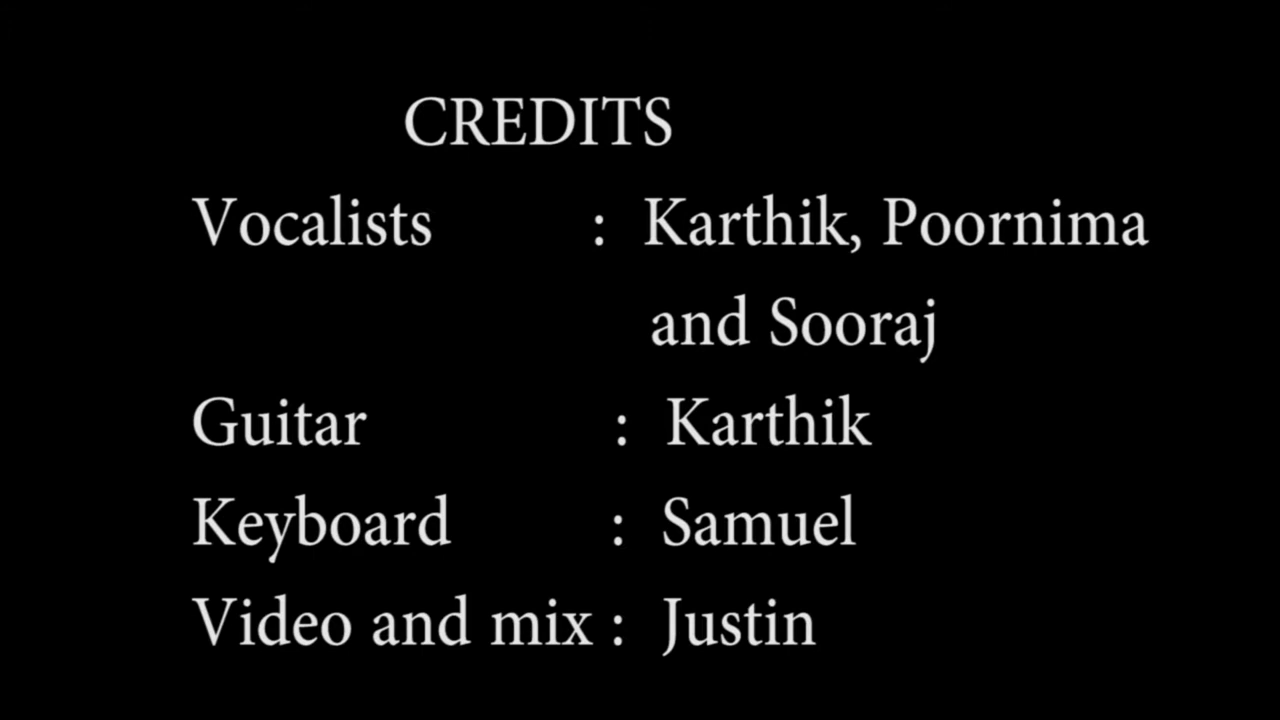 CREDITS
Vocalists : Karthik, Poornima
and Sooraj
Guitar : Karthik
Keyboard : Samuel
Video and mix : Justin